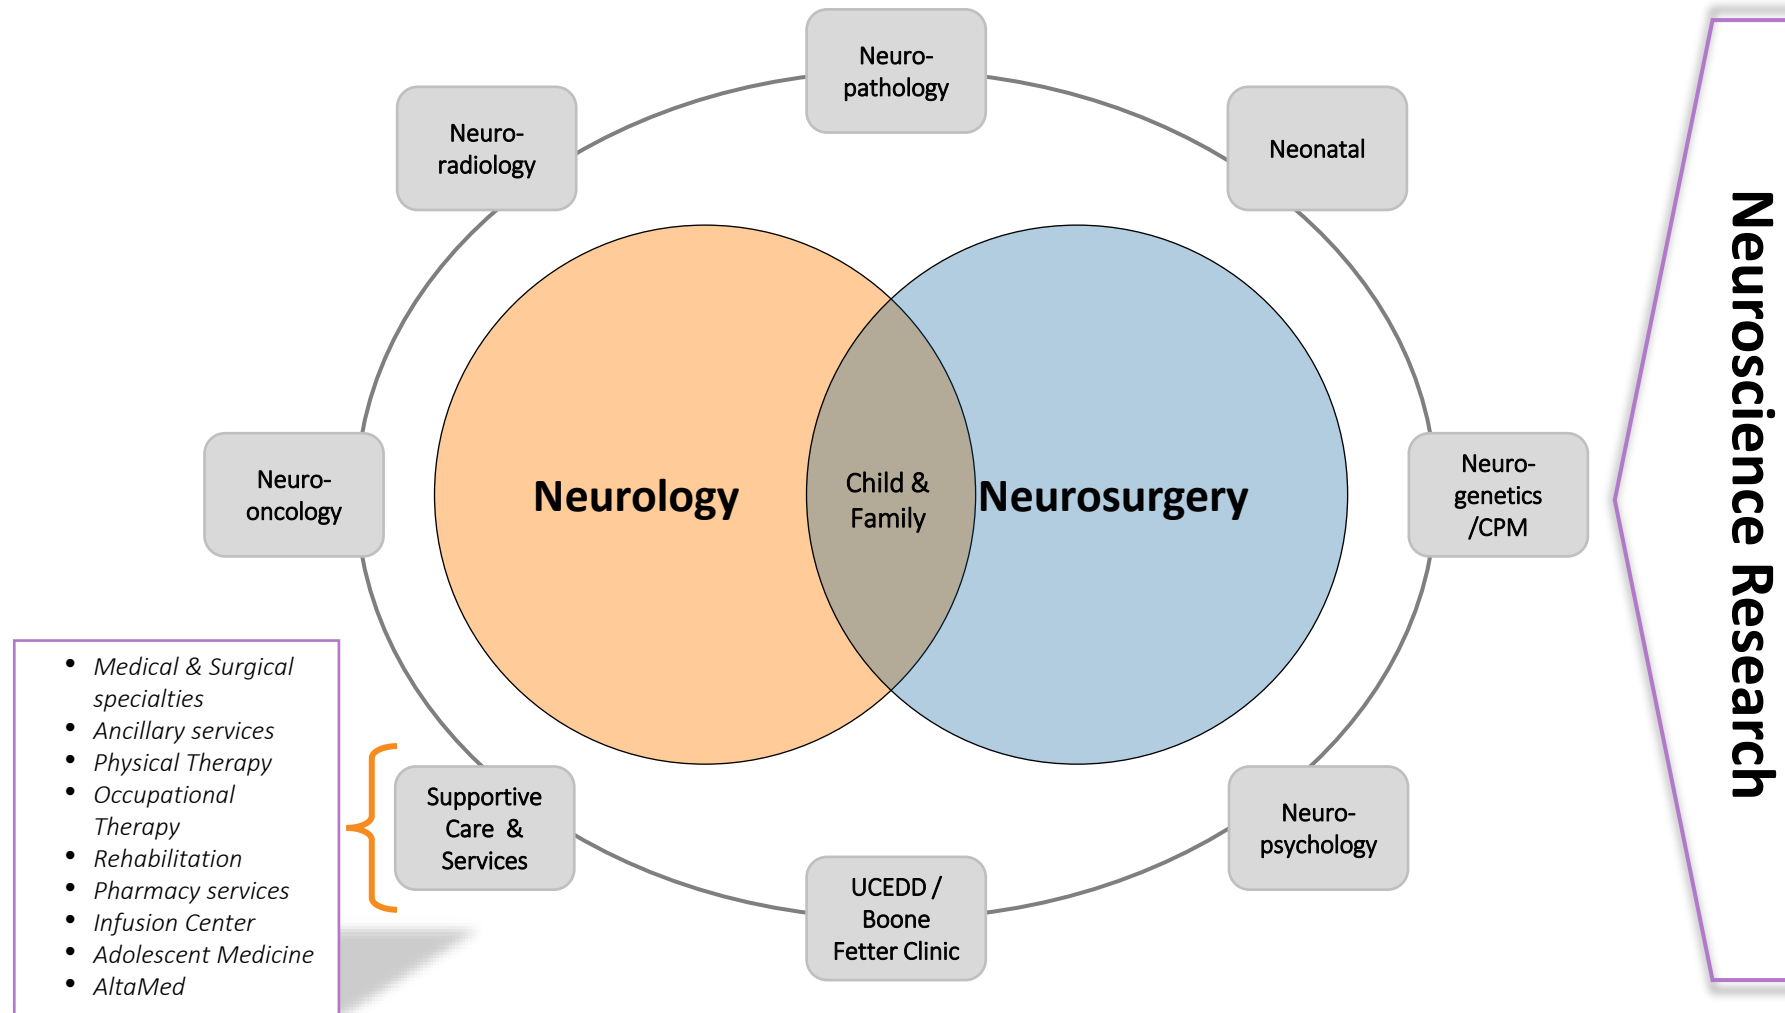 Neuro-
pathology
Neuro-
radiology
Neonatal
Neuro-
oncology
Neurology
Child &
Family
Neurosurgery
Neuro-
genetics
/CPM
Neuroscience Research
• Medical & Surgical
specialties
• Ancillary services
• Physical Therapy
• Occupational
Therapy
• Rehabilitation
• Pharmacy services
• Infusion Center
• Adolescent Medicine
• AltaMed
Supportive
Care & 
Services
UCEDD /
Boone
Fetter Clinic
Neuro-
psychology